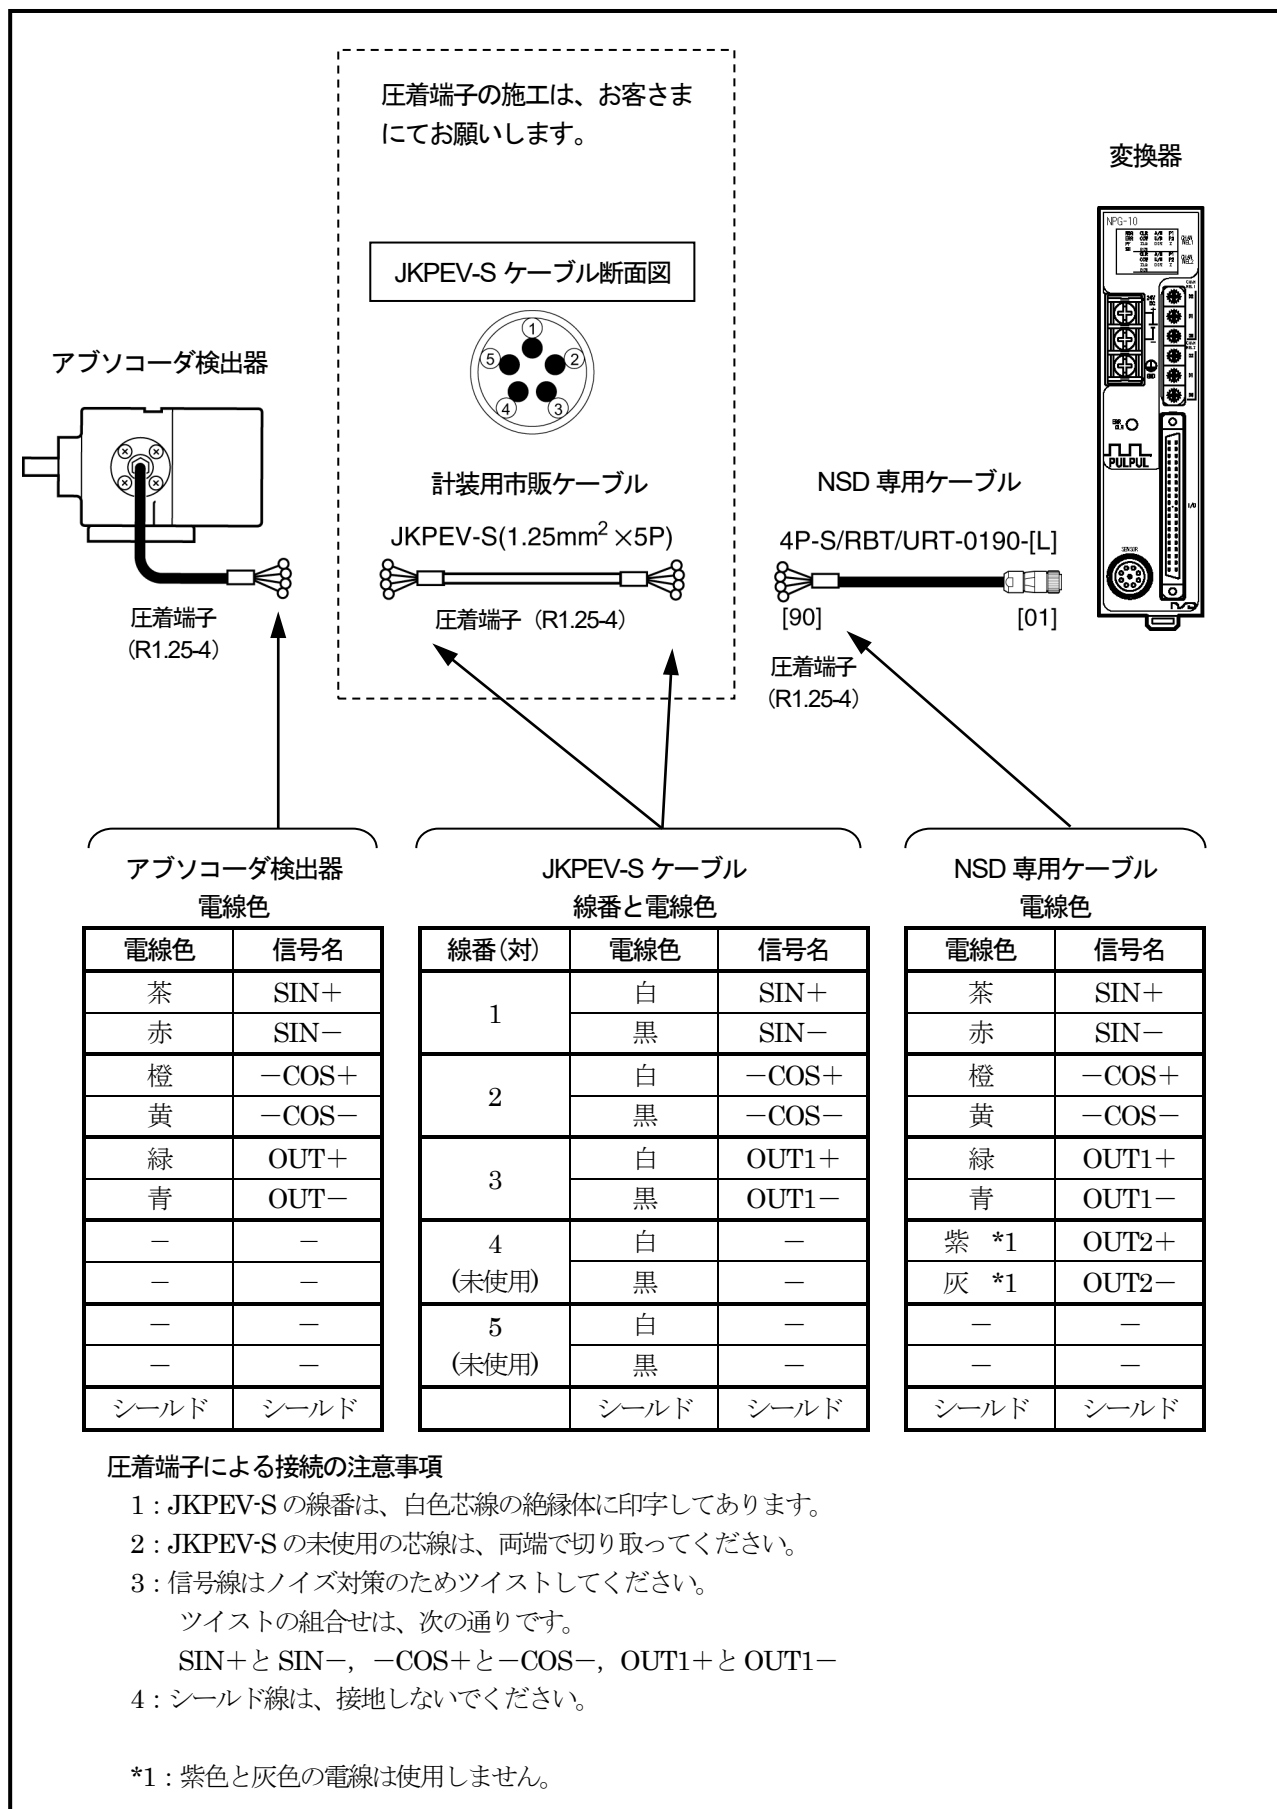 圧着端子の施工は、お客さま
にてお願いします。
変換器
NPG-10
JKPEV-S ケーブル断面図
1
5
2
4
3
アブソコーダ検出器
計装用市販ケーブル
JKPEV-S(1.25mm² ×5P)
NSD 専用ケーブル
4P-S/RBT/URT-0190-[L]
PULPUL
I/O
SENSOR
圧着端子
(R1.25-4)
圧着端子（R1.25-4）
[90]
[01]
圧着端子
(R1.25-4)
アブソコーダ検出器
電線色
電線色 信号名
茶 SIN+
赤 SIN−
橙 −COS+
黄 −COS−
緑 OUT+
青 OUT−
− −
− −
− −
− −
シールド シールド
JKPEV-S ケーブル
線番と電線色
線番(対) 電線色 信号名
1 白 SIN+
黒 SIN−
2 白 −COS+
黒 −COS−
3 白 OUT1+
黒 OUT1−
4 白 −
(未使用) 黒 −
5 白 −
(未使用) 黒 −
シールド シールド
NSD 専用ケーブル
電線色
電線色 信号名
茶 SIN+
赤 SIN−
橙 −COS+
黄 −COS−
緑 OUT1+
青 OUT1−
紫 *1 OUT2+
灰 *1 OUT2−
− −
− −
シールド シールド
圧着端子による接続の注意事項
1：JKPEV-S の線番は、白色芯線の絶縁体に印字してあります。
2：JKPEV-S の未使用の芯線は、両端で切り取ってください。
3：信号線はノイズ対策のためツイストしてください。
ツイストの組合せは、次の通りです。
SIN+と SIN−, −COS+と−COS−, OUT1+と OUT1−
4：シールド線は、接地しないでください。
*1：紫色と灰色の電線は使用しません。